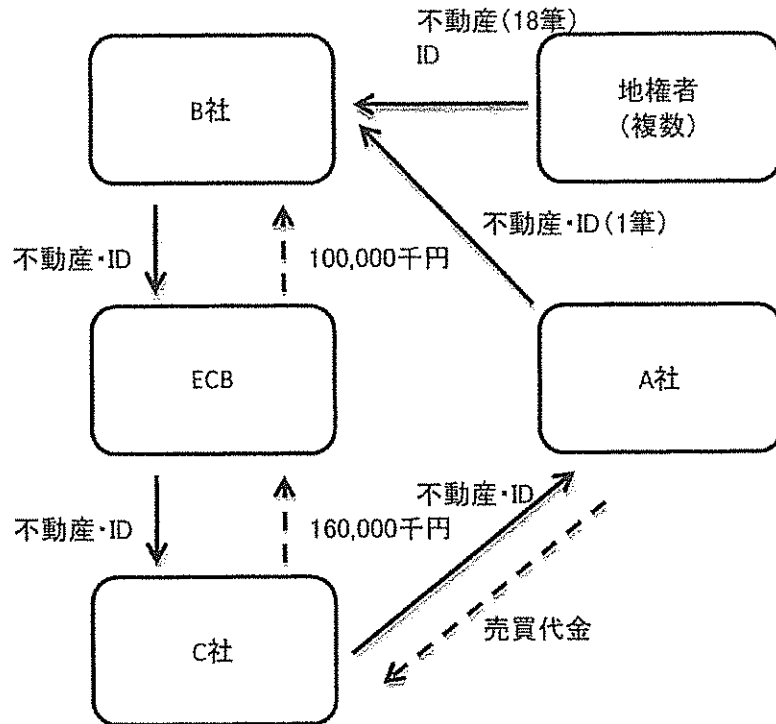 不動産(18筆)
ID
B社
地権者
(複数)
不動産・ID(1筆)
不動産・ID
100,000千円
ECB
A社
不動産・ID
不動産・ID
160,000千円
売買代金
C社